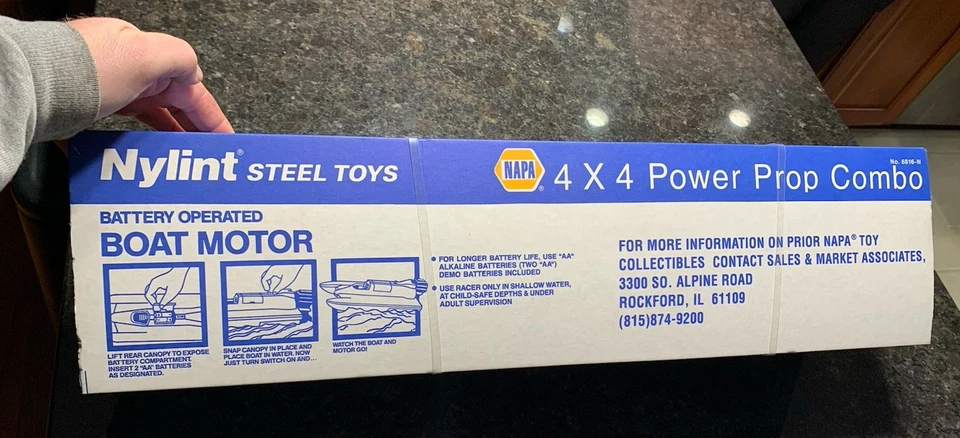 Nylint® STEEL TOYS
NAPA® 4 X 4 Power Prop Combo
No. 6816-N
BATTERY OPERATED
BOAT MOTOR
LIFT REAR CANOPY TO EXPOSE
BATTERY COMPARTMENT.
INSERT 2 "AA" BATTERIES
AS DESIGNATED.
SNAP CANOPY IN PLACE AND
PLACE BOAT IN WATER. NOW
JUST TURN SWITCH ON AND...
WATCH THE BOAT AND
MOTOR GO!
• FOR LONGER BATTERY LIFE, USE "AA"
ALKALINE BATTERIES (TWO "AA")
DEMO BATTERIES INCLUDED
• USE RACER ONLY IN SHALLOW WATER,
AT CHILD-SAFE DEPTHS & UNDER
ADULT SUPERVISION
FOR MORE INFORMATION ON PRIOR NAPA® TOY
COLLECTIBLES CONTACT SALES & MARKET ASSOCIATES,
3300 SO. ALPINE ROAD
ROCKFORD, IL 61109
(815)874-9200